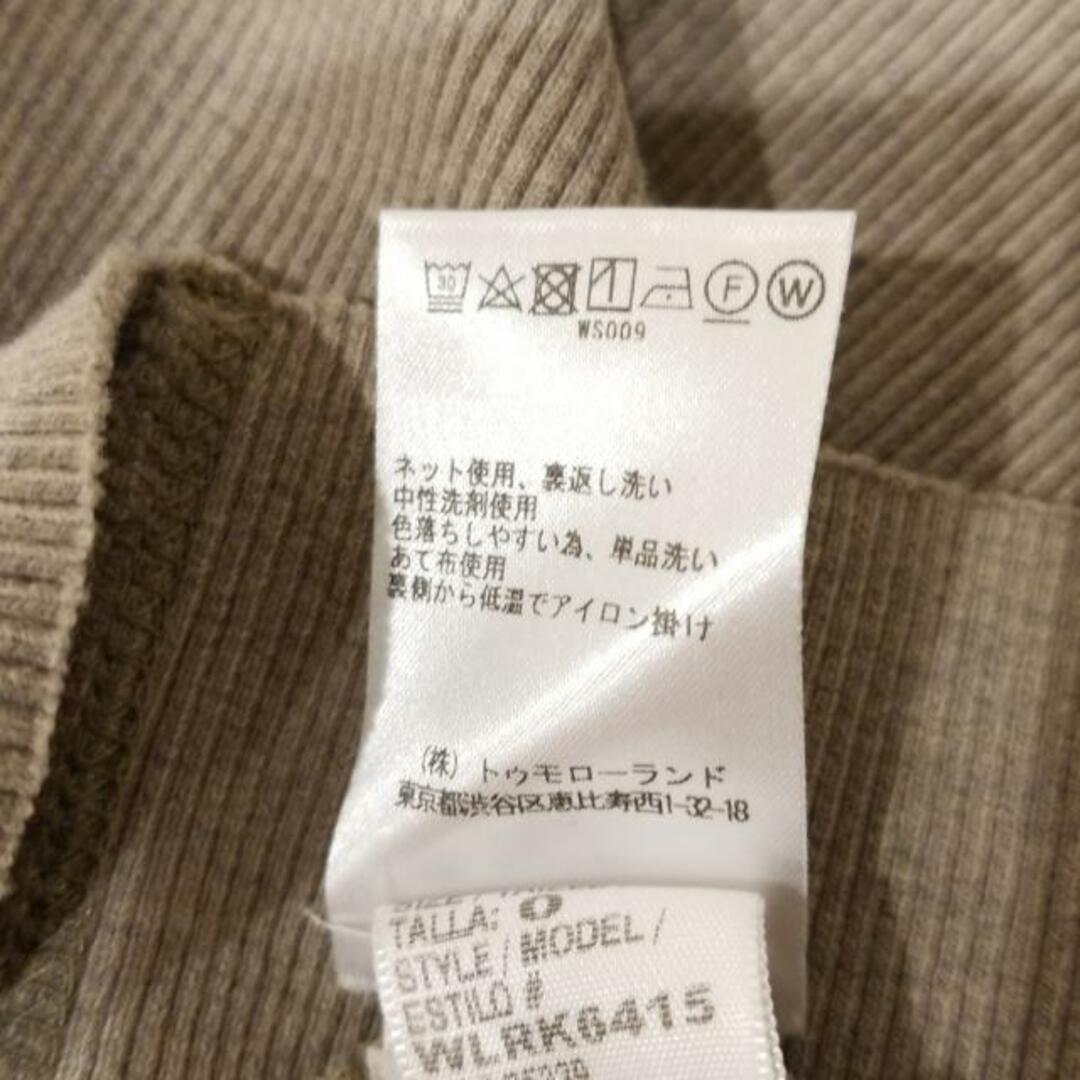 30 F W
WS009
ネット使用、裏返し洗い
中性洗剤使用
色落ちしやすい為、単品洗い
あて布使用
裏側から低温でアイロン掛け
(株) トゥモローランド
東京都渋谷区恵比寿西1-32-18
TALLA: 0
STYLE / MODEL /
ESTILO #
WLRK6415